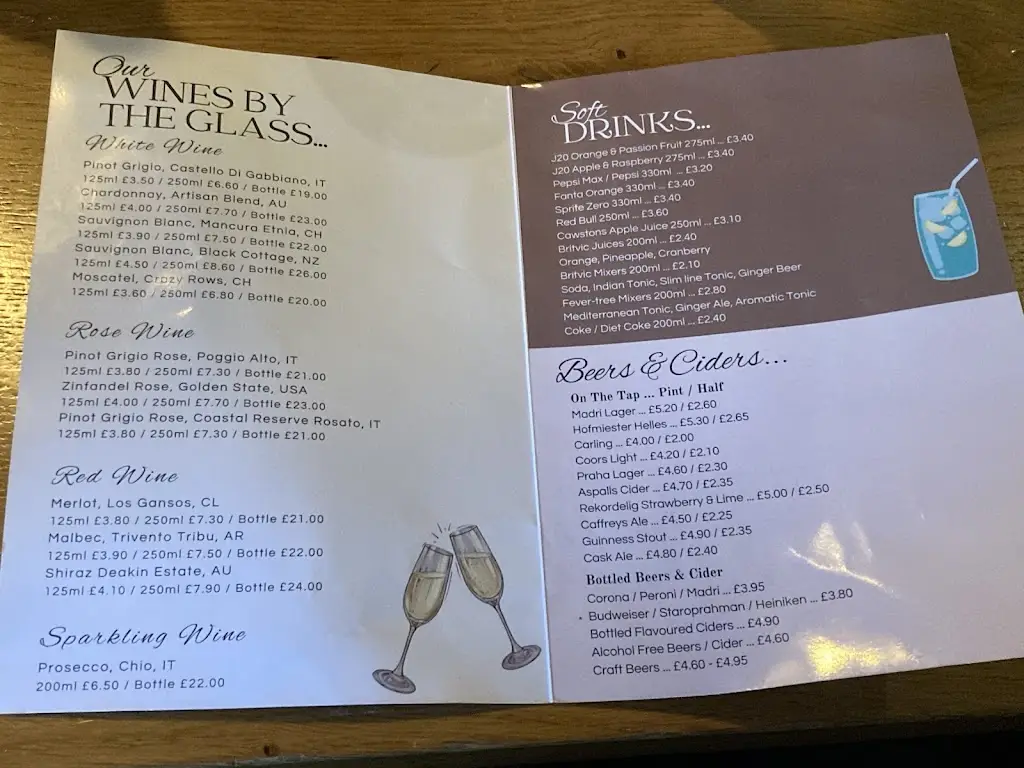 Our
WINES BY
THE GLASS...
White Wine
Pinot Grigio, Castello Di Gabbiano, IT
125ml £3.50 / 250ml £6.60 / Bottle £19.00
Chardonnay, Artisan Blend, AU
125ml £4.00 / 250ml £7.70 / Bottle £23.00
Sauvignon Blanc, Mancura Etnia, CH
125ml £3.90 / 250ml £7.50 / Bottle £22.00
Sauvignon Blanc, Black Cottage, NZ
125ml £4.50 / 250ml £8.60 / Bottle £26.00
Moscatel, Crazy Rows, CH
125ml £3.60 / 250ml £6.80 / Bottle £20.00
Rose Wine
Pinot Grigio Rose, Poggio Alto, IT
125ml £3.80 / 250ml £7.30 / Bottle £21.00
Zinfandel Rose, Golden State, USA
125ml £4.00 / 250ml £7.70 / Bottle £23.00
Pinot Grigio Rose, Coastal Reserve Rosato, IT
125ml £3.80 / 250ml £7.30 / Bottle £21.00
Red Wine
Merlot, Los Gansos, CL
125ml £3.80 / 250ml £7.30 / Bottle £21.00
Malbec, Trivento Tribu, AR
125ml £3.90 / 250ml £7.50 / Bottle £22.00
Shiraz Deakin Estate, AU
125ml £4.10 / 250ml £7.90 / Bottle £24.00
Sparkling Wine
Prosecco, Chio, IT
200ml £6.50 / Bottle £22.00
Soft
DRINKS...
J20 Orange & Passion Fruit 275ml ... £3.40
J20 Apple & Raspberry 275ml ... £3.40
Pepsi Max / Pepsi 330ml ... £3.20
Fanta Orange 330ml ... £3.40
Sprite Zero 330ml ... £3.40
Red Bull 250ml ... £3.60
Cawstons Apple Juice 250ml ... £3.10
Britvic Juices 200ml ... £2.40
Orange, Pineapple, Cranberry
Britvic Mixers 200ml ... £2.10
Soda, Indian Tonic, Slim line Tonic, Ginger Beer
Fever-tree Mixers 200ml ... £2.80
Mediterranean Tonic, Ginger Ale, Aromatic Tonic
Coke / Diet Coke 200ml ... £2.40
Beers & Ciders...
On The Tap ... Pint / Half
Madri Lager ... £5.20 / £2.60
Hofmiester Helles ... £5.30 / £2.65
Carling ... £4.00 / £2.00
Coors Light ... £4.20 / £2.10
Praha Lager ... £4.60 / £2.30
Aspalls Cider ... £4.70 / £2.35
Rekordelig Strawberry & Lime ... £5.00 / £2.50
Caffreys Ale ... £4.50 / £2.25
Guinness Stout ... £4.90 / £2.35
Cask Ale ... £4.80 / £2.40
Bottled Beers & Cider
Corona / Peroni / Madri ... £3.95
Budweiser / Staroprahman / Heiniken ... £3.80
Bottled Flavoured Ciders ... £4.90
Alcohol Free Beers / Cider ... £4.60
Craft Beers ... £4.60 - £4.95